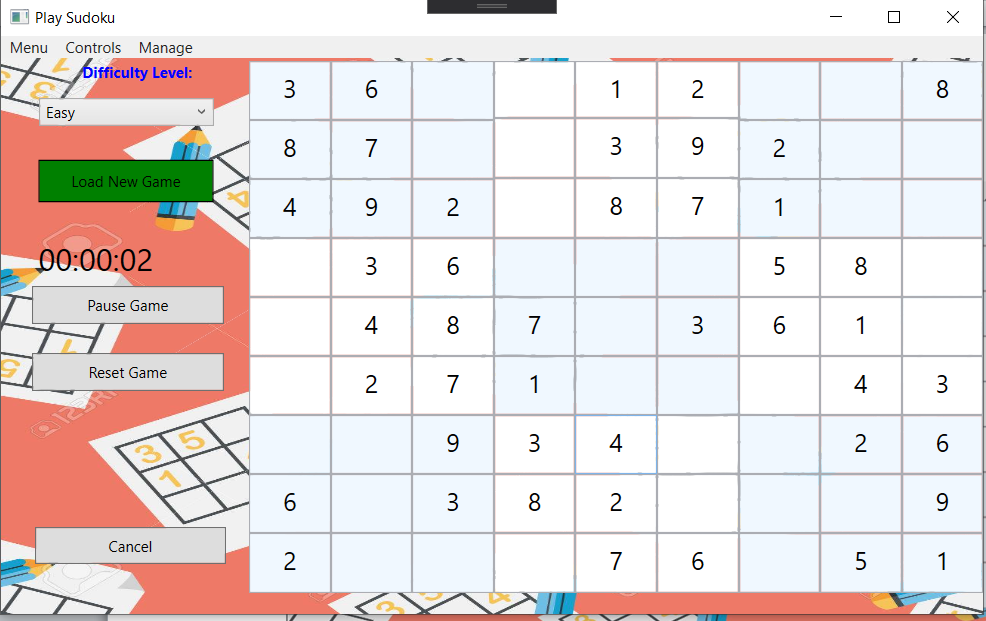 Play Sudoku
Menu Controls Manage
Difficulty Level:
Easy
Load New Game
00:00:02
Pause Game
Reset Game
Cancel
3 6 1 2 8
8 7 3 9 2
4 9 2 8 7 1
3 6 5 8
4 8 7 3 6 1
2 7 1 4 3
9 3 4 2 6
6 3 8 2 9
2 7 6 5 1